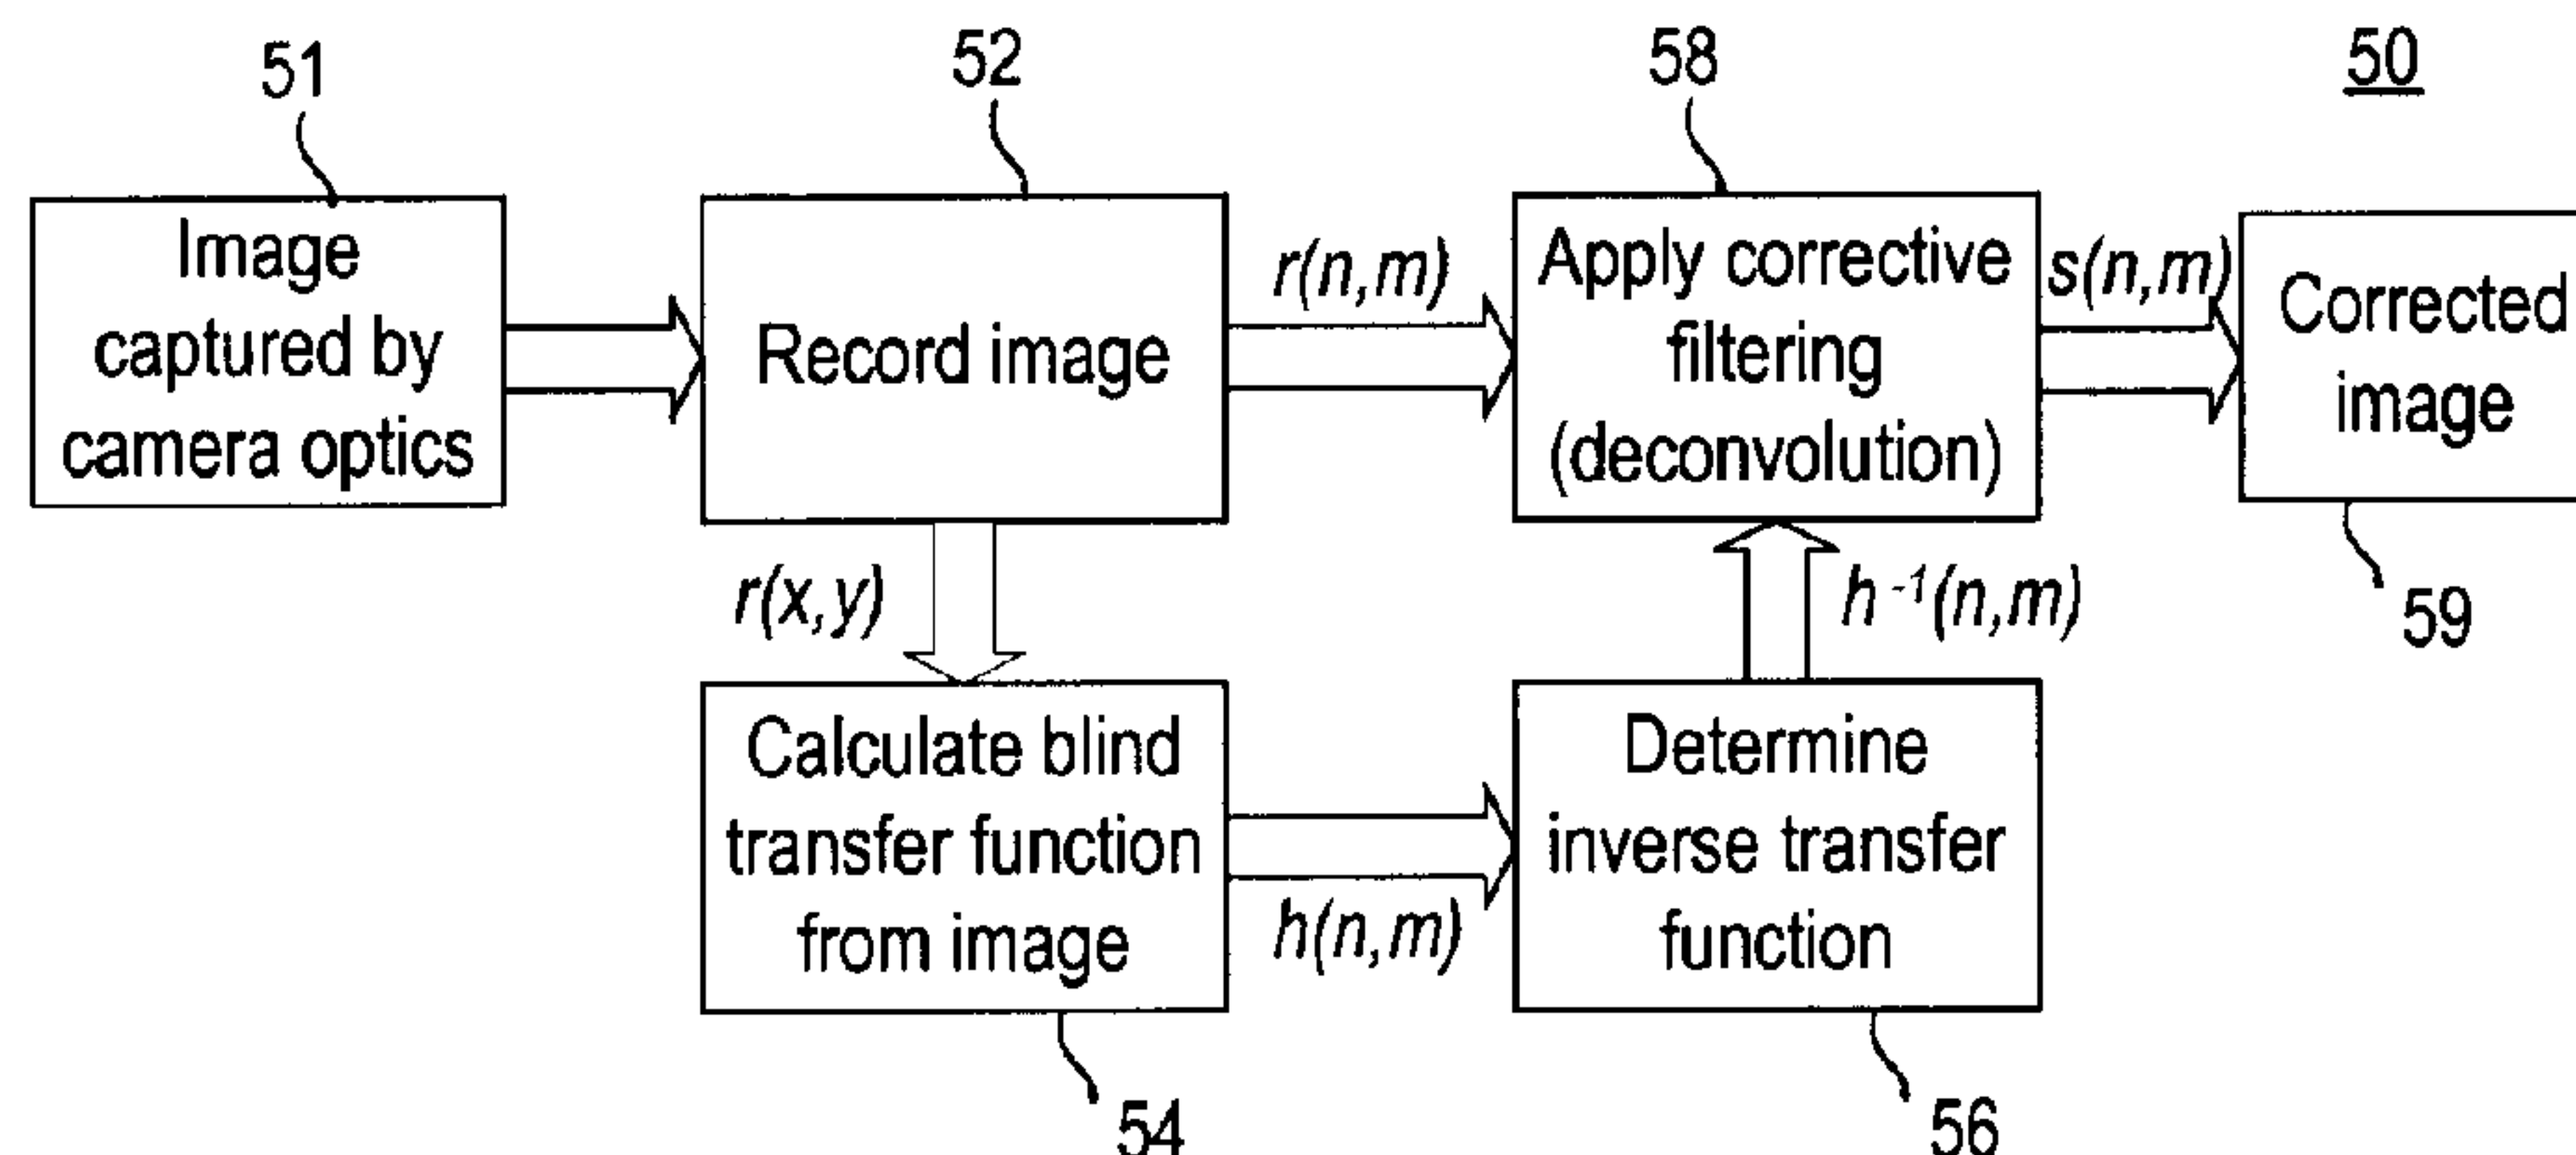 51
52
58
50
Image
captured by
camera optics
Record image
r(n,m)
Apply corrective
filtering
(deconvolution)
s(n,m)
Corrected
image
r(x,y)
h⁻¹(n,m)
59
Calculate blind
transfer function
from image
h(n,m)
Determine
inverse transfer
function
54
56